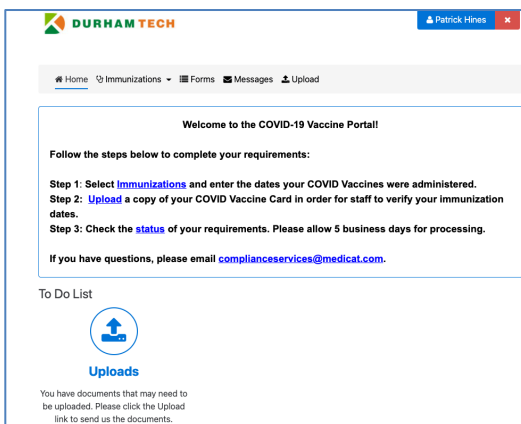 DURHAM TECH
Patrick Hines
Home Immunizations Forms Messages Upload
Welcome to the COVID-19 Vaccine Portal!
Follow the steps below to complete your requirements:
Step 1: Select Immunizations and enter the dates your COVID Vaccines were administered.
Step 2: Upload a copy of your COVID Vaccine Card in order for staff to verify your immunization
dates.
Step 3: Check the status of your requirements. Please allow 5 business days for processing.
If you have questions, please email complianceservices@medicat.com.
To Do List
Uploads
You have documents that may need to
be uploaded. Please click the Upload
link to send us the documents.